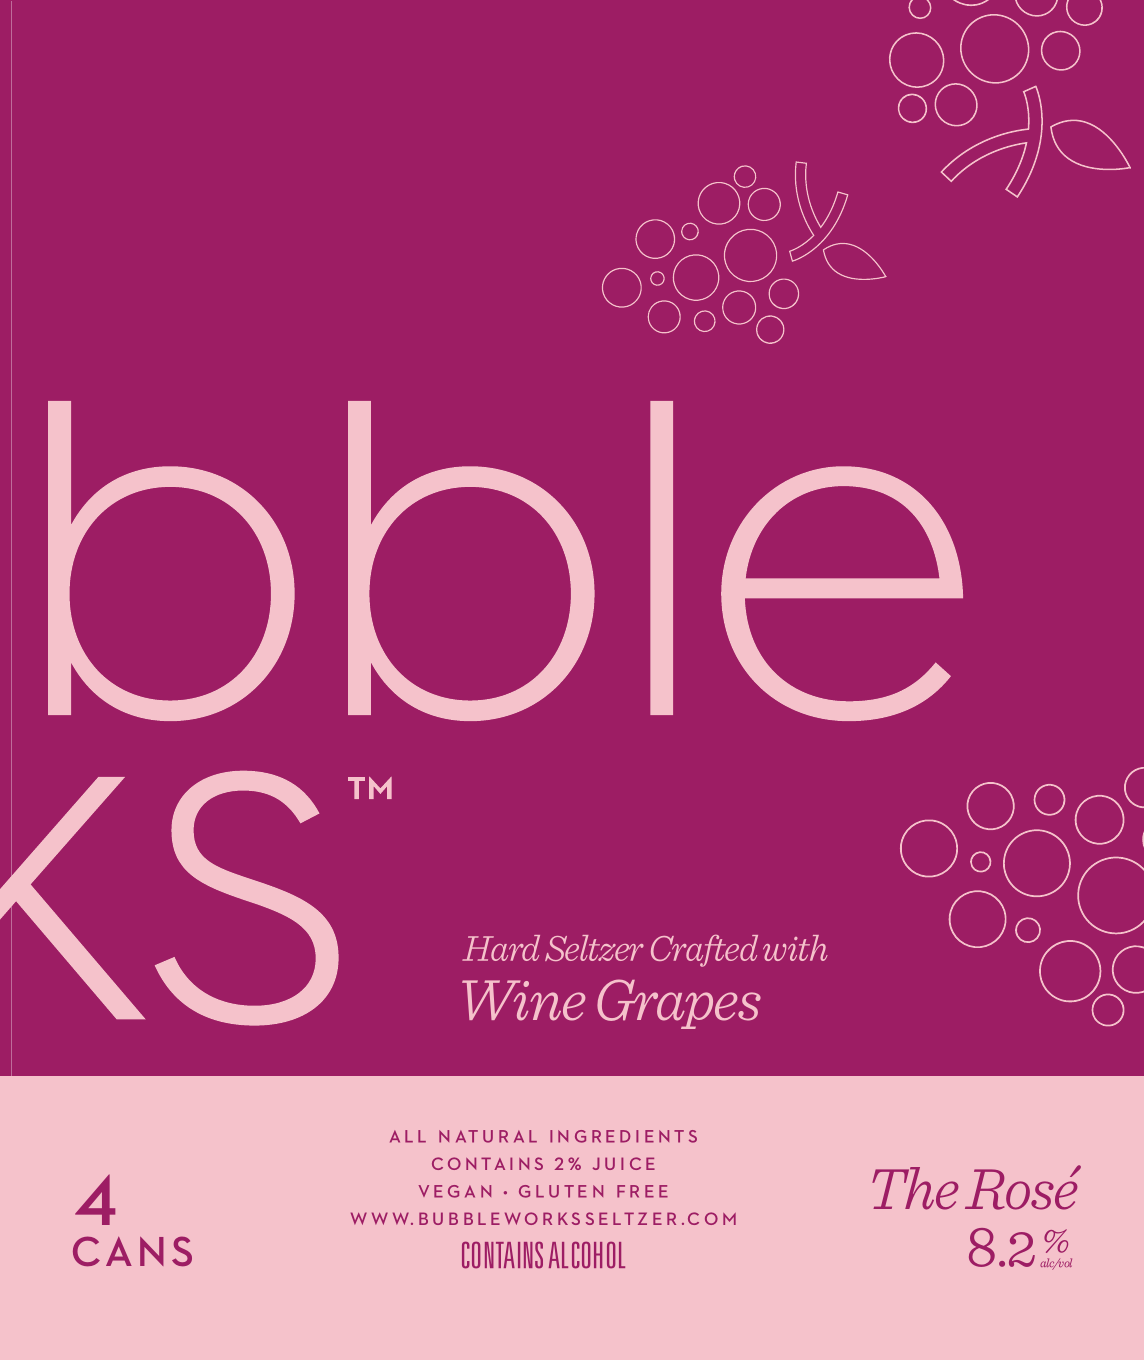 bble
KS™
Hard Seltzer Crafted with
Wine Grapes
ALL NATURAL INGREDIENTS
CONTAINS 2% JUICE
VEGAN • GLUTEN FREE
WWW.BUBBLEWORKSSELTZER.COM
CONTAINS ALCOHOL
4
CANS
The Rosé
8.2% alc/vol